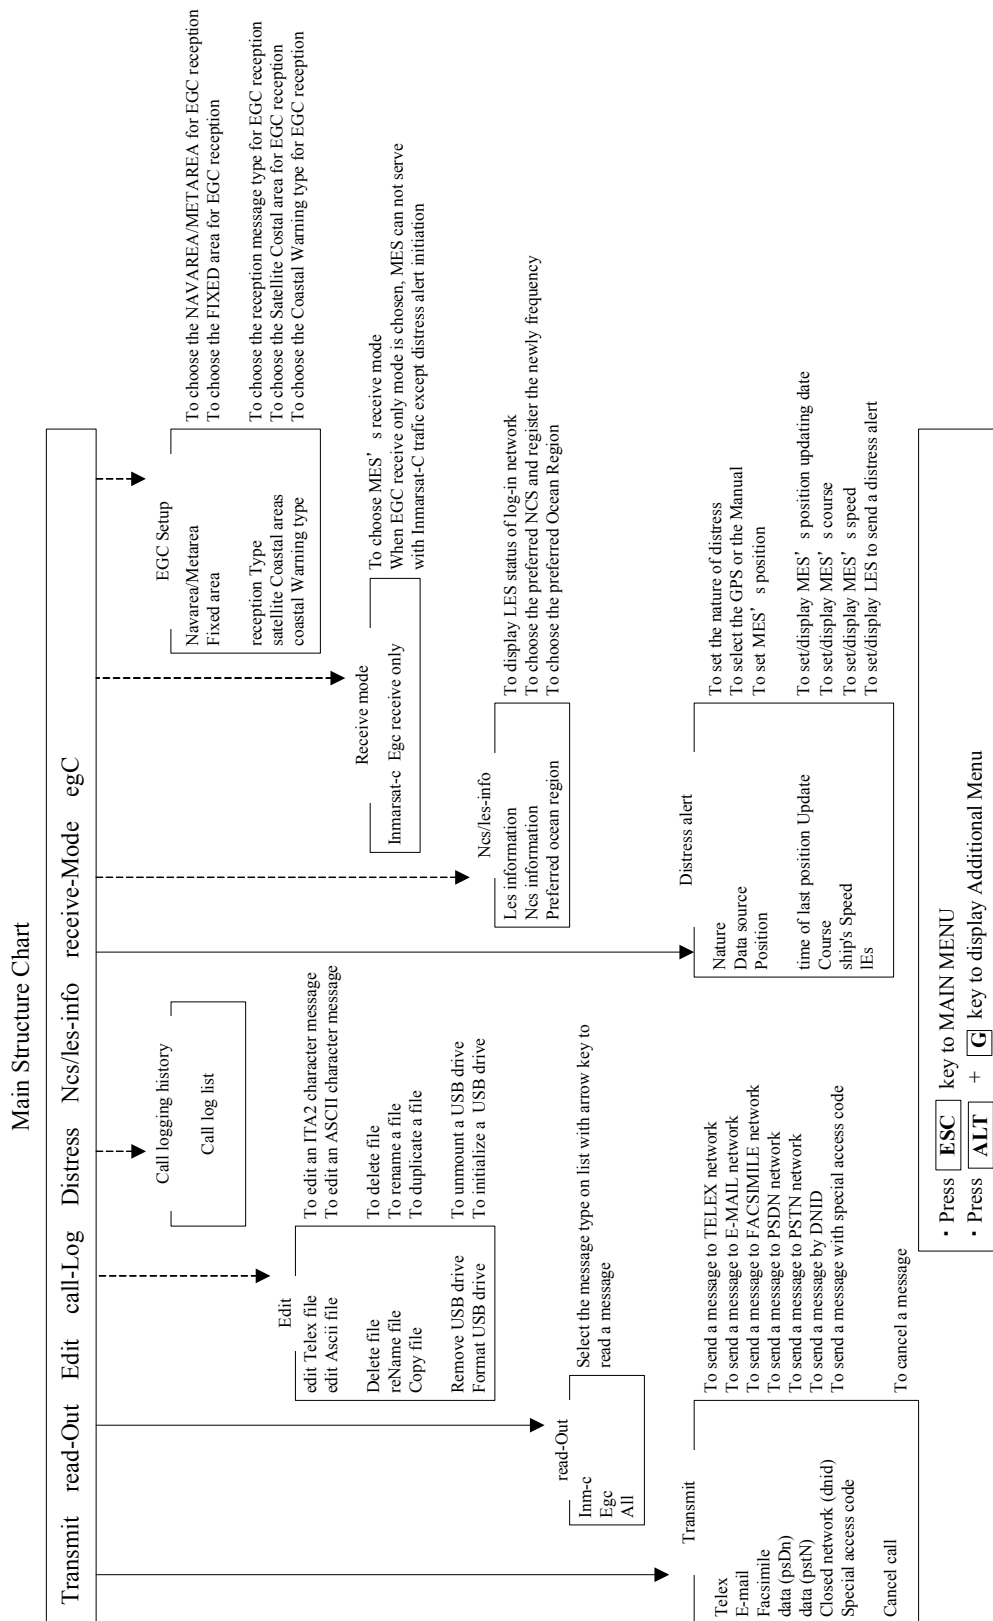 Main Structure Chart
Transmit read-Out Edit call-Log Distress Ncs/les-info receive-Mode egC
EGC Setup
Navarea/Metarea To choose the NAVAREA/METAREA for EGC reception
Fixed area To choose the FIXED area for EGC reception
reception Type To choose the reception message type for EGC reception
satellite Coastal areas To choose the Satellite Costal area for EGC reception
coastal Warning type To choose the Coastal Warning type for EGC reception
Receive mode
Inmarsat-c Egc receive only
To choose MES’ s receive mode
When EGC receive only mode is chosen, MES can not serve
with Inmarsat-C trafic except distress alert initiation
Ncs/les-info
Les information To display LES status of log-in network
Ncs information To choose the preferred NCS and register the newly frequency
Preferred ocean region To choose the preferred Ocean Region
Distress alert
Nature To set the nature of distress
Data source To select the GPS or the Manual
Position To set MES’ s position
time of last position Update To set/display MES’ s position updating date
Course To set/display MES’ s course
ship's Speed To set/display MES’ s speed
lEs To set/display LES to send a distress alert
Call logging history
Call log list
Edit
edit Telex file To edit an ITA2 character message
edit Ascii file To edit an ASCII character message
Delete file To delete file
reName file To rename a file
Copy file To duplicate a file
Remove USB drive To unmount a USB drive
Format USB drive To initialize a USB drive
read-Out
Inm-c
Egc
All
Select the message type on list with arrow key to
read a message
Transmit
Telex To send a message to TELEX network
E-mail To send a message to E-MAIL network
Facsimile To send a message to FACSIMILE network
data (psDn) To send a message to PSDN network
data (pstN) To send a message to PSTN network
Closed network (dnid) To send a message by DNID
Special access code To send a message with special access code
Cancel call To cancel a message
・Press ESC key to MAIN MENU
・Press ALT + G key to display Additional Menu